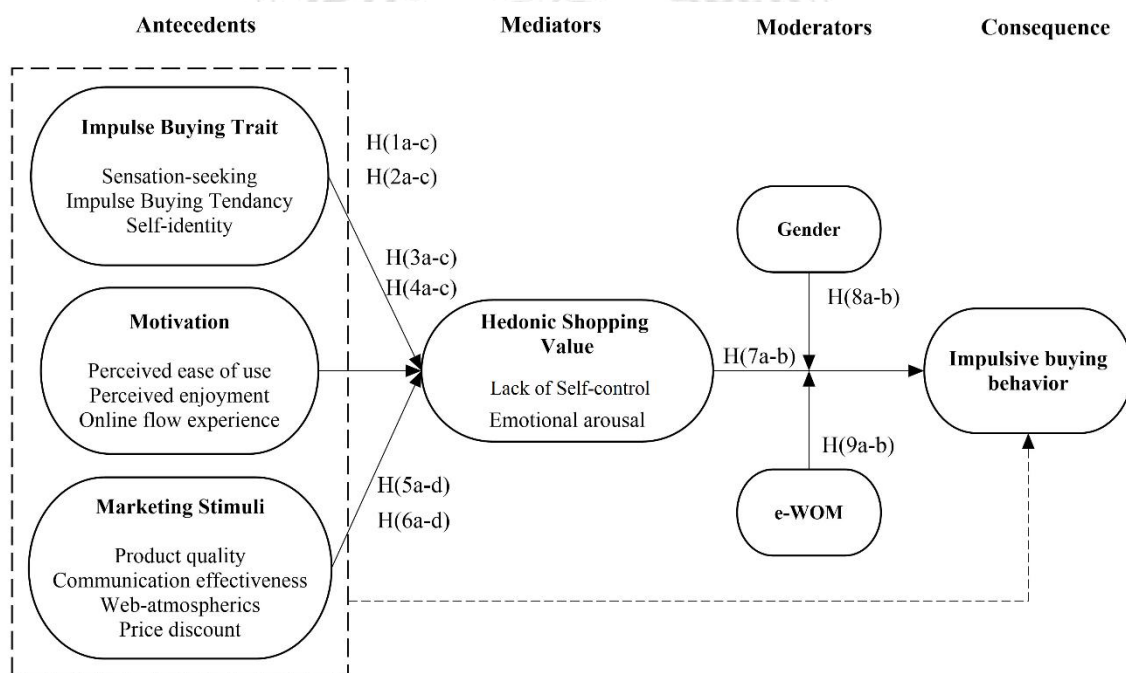 Antecedents
Mediators
Moderators
Consequence
Impulse Buying Trait
Sensation-seeking
Impulse Buying Tendancy
Self-identity
H(1a-c)
H(2a-c)
H(3a-c)
H(4a-c)
Motivation
Perceived ease of use
Perceived enjoyment
Online flow experience
Marketing Stimuli
Product quality
Communication effectiveness
Web-atmospherics
Price discount
H(5a-d)
H(6a-d)
Hedonic Shopping
Value
Lack of Self-control
Emotional arousal
H(7a-b)
Gender
H(8a-b)
H(9a-b)
e-WOM
Impulsive buying
behavior